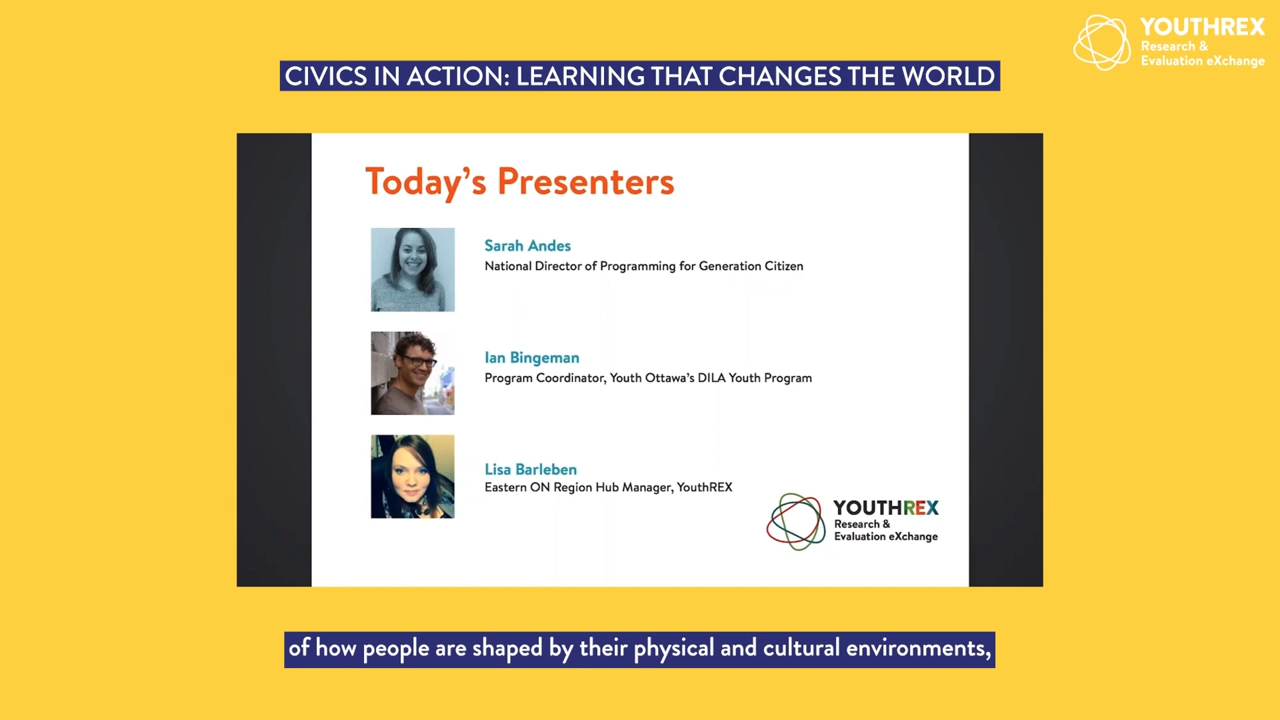 YOUTHREX
Research &
Evaluation eXchange
CIVICS IN ACTION: LEARNING THAT CHANGES THE WORLD
Today's Presenters
Sarah Andes
National Director of Programming for Generation Citizen
Ian Bingeman
Program Coordinator, Youth Ottawa's DILA Youth Program
Lisa Barleben
Eastern ON Region Hub Manager, YouthREX
YOUTHREX
Research &
Evaluation eXchange
of how people are shaped by their physical and cultural environments,